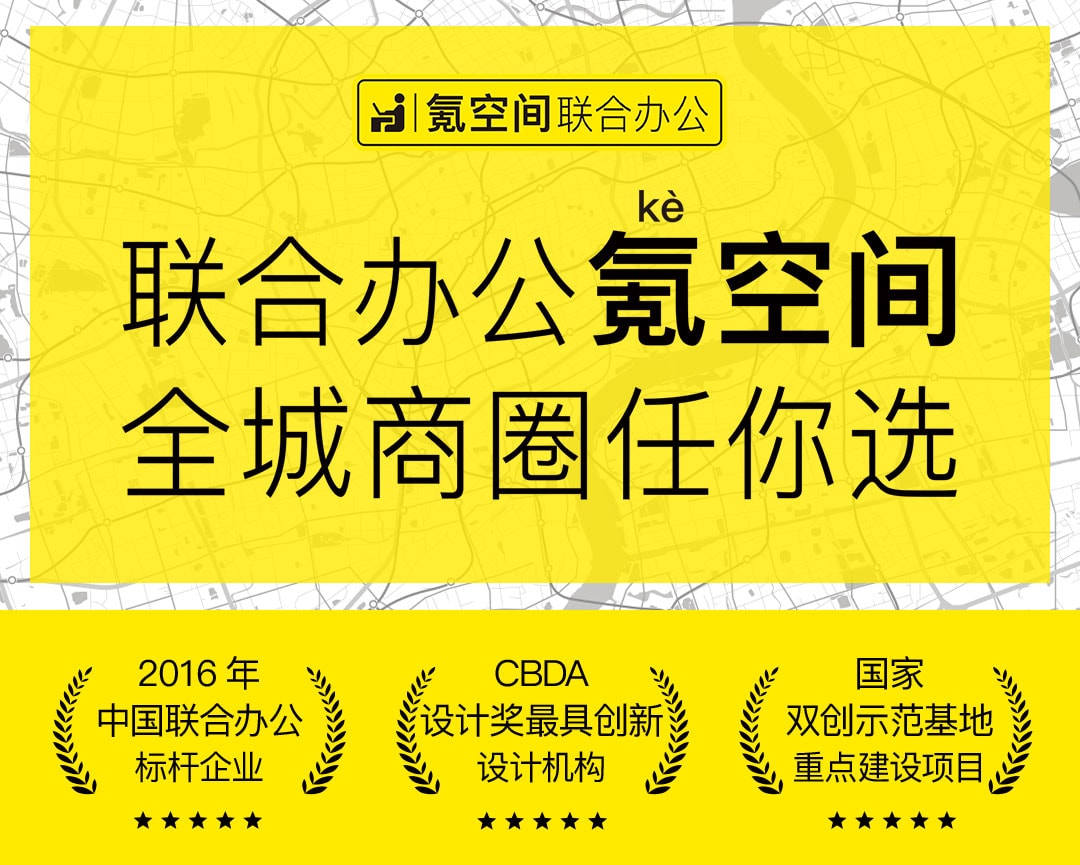 氪空间联合办公
kè
联合办公氪空间
全城商圈任你选
2016 年
中国联合办公
标杆企业
CBDA
设计奖最具创新
设计机构
国家
双创示范基地
重点建设项目